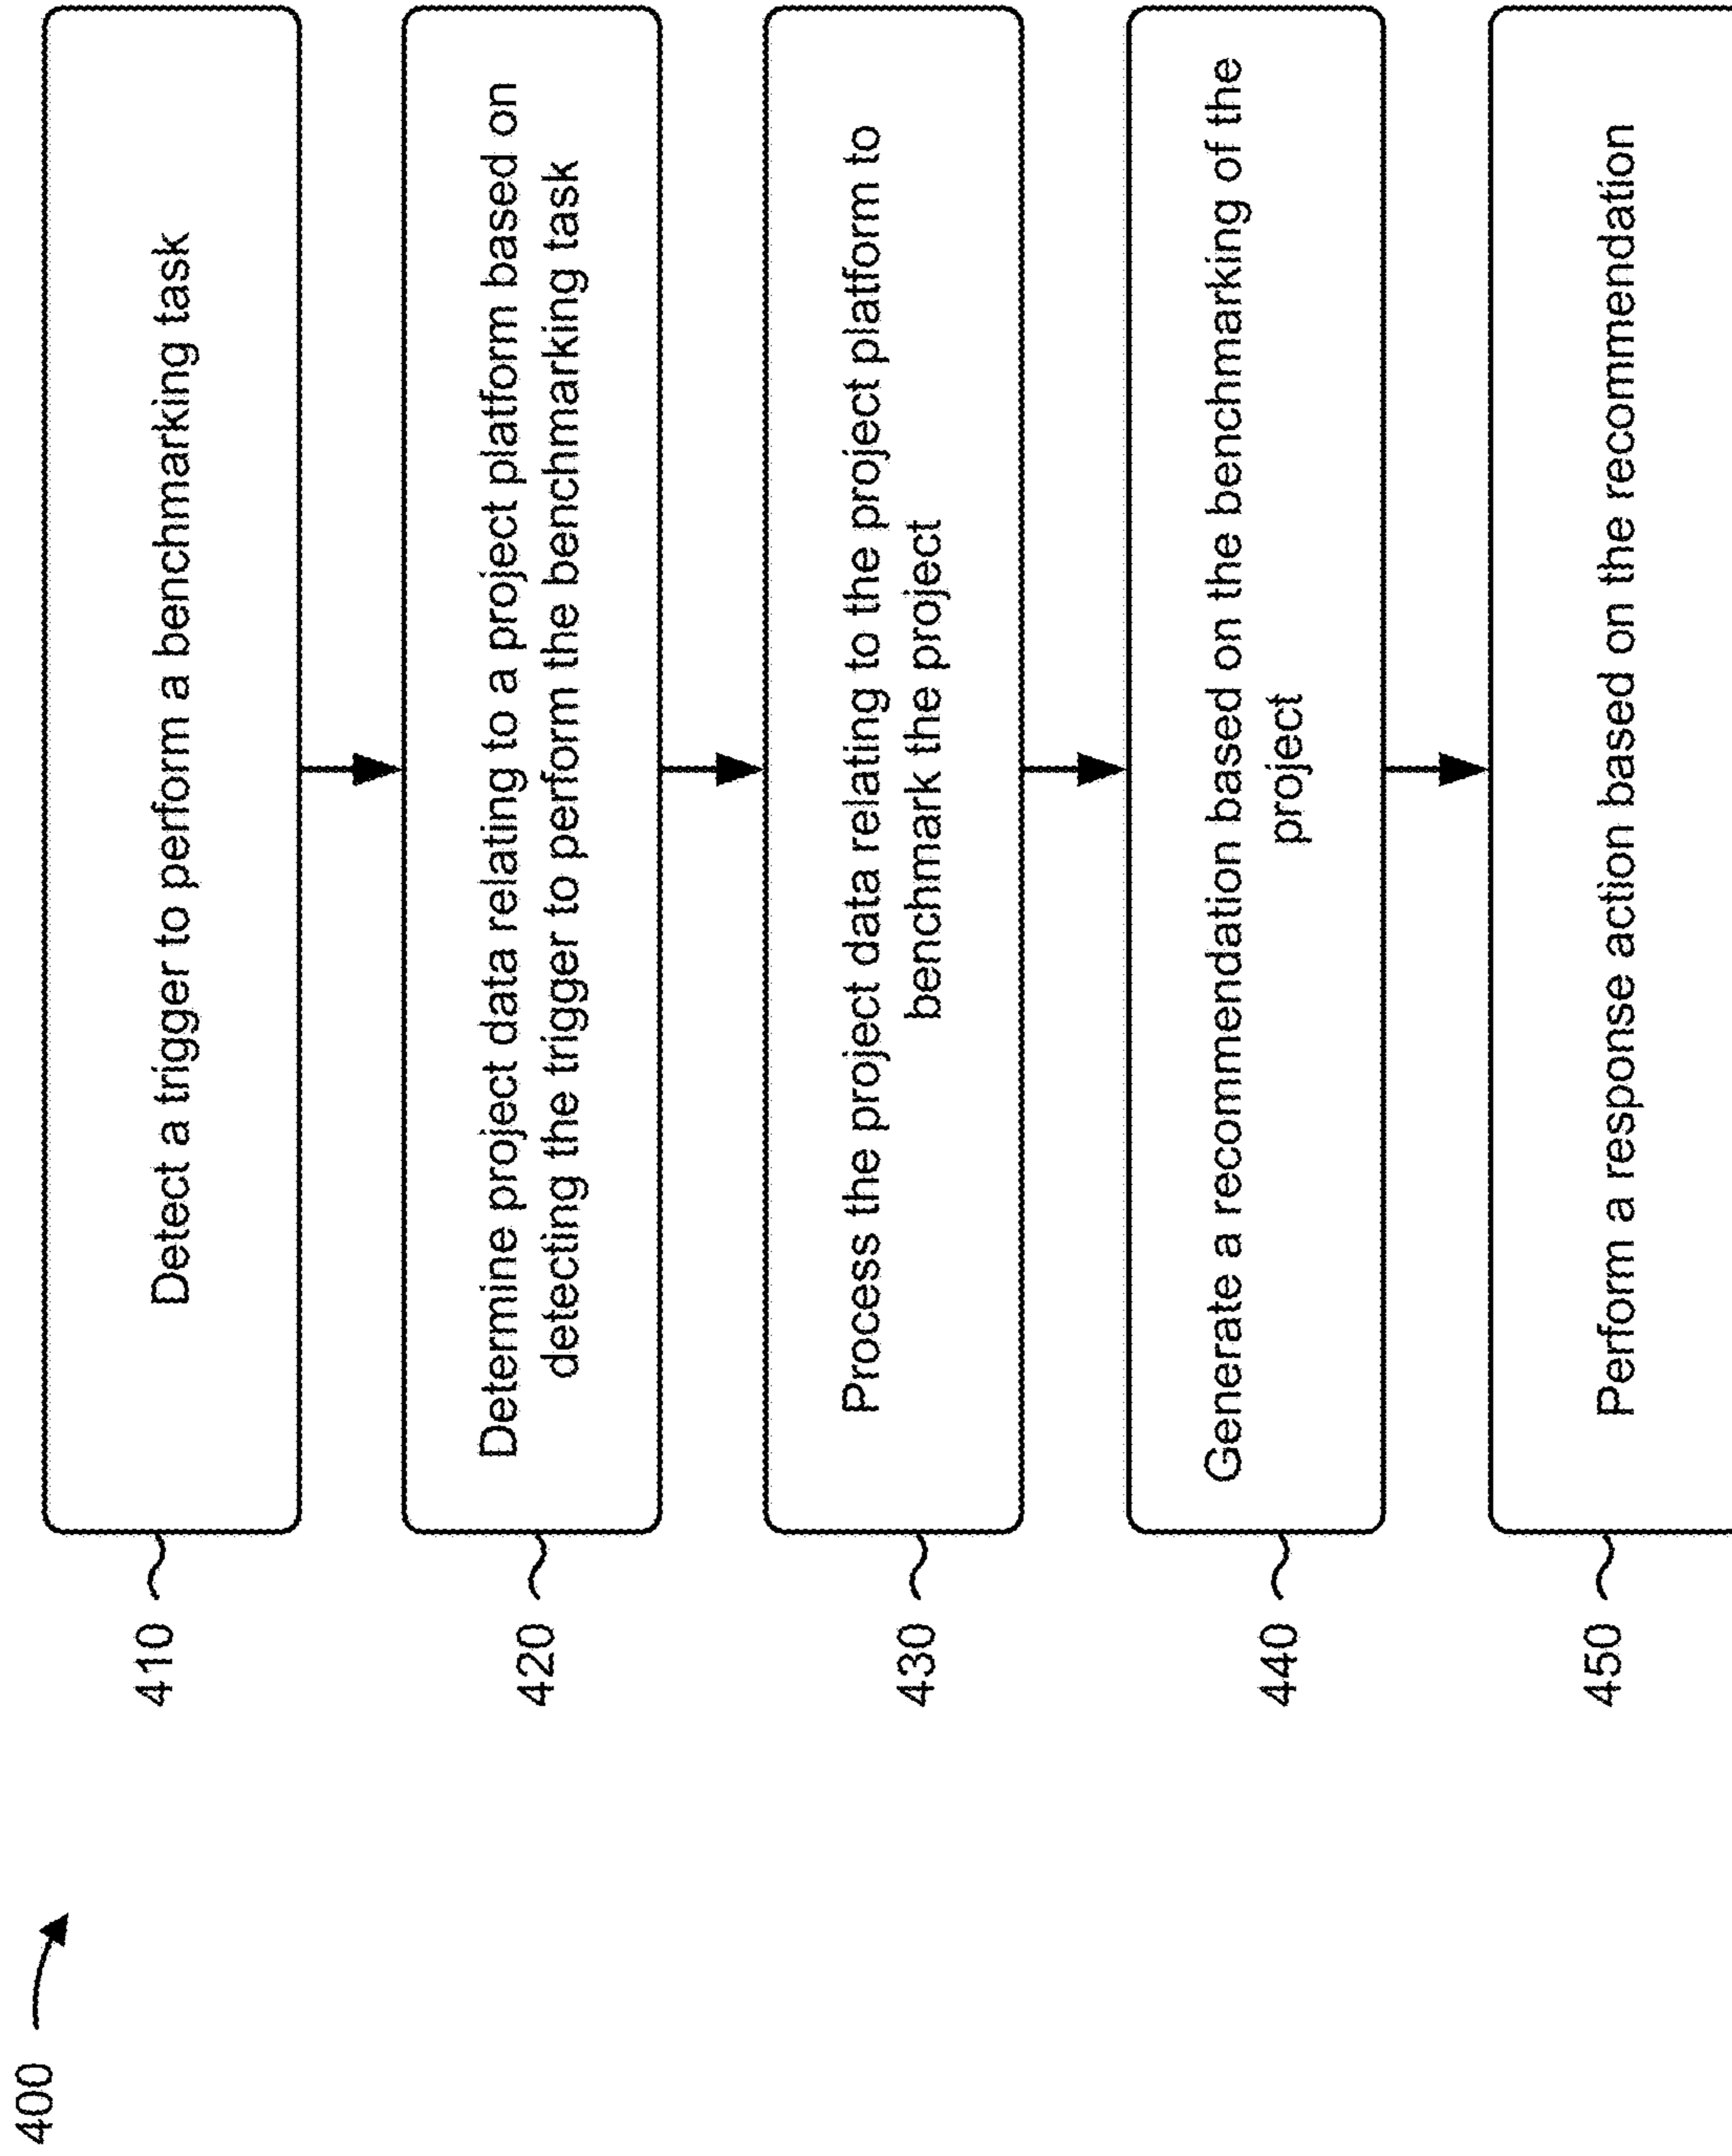 400
410
Detect a trigger to perform a benchmarking task
420
Determine project data relating to a project platform based on
detecting the trigger to perform the benchmarking task
430
Process the project data relating to the project platform to
benchmark the project
440
Generate a recommendation based on the benchmarking of the
project
450
Perform a response action based on the recommendation